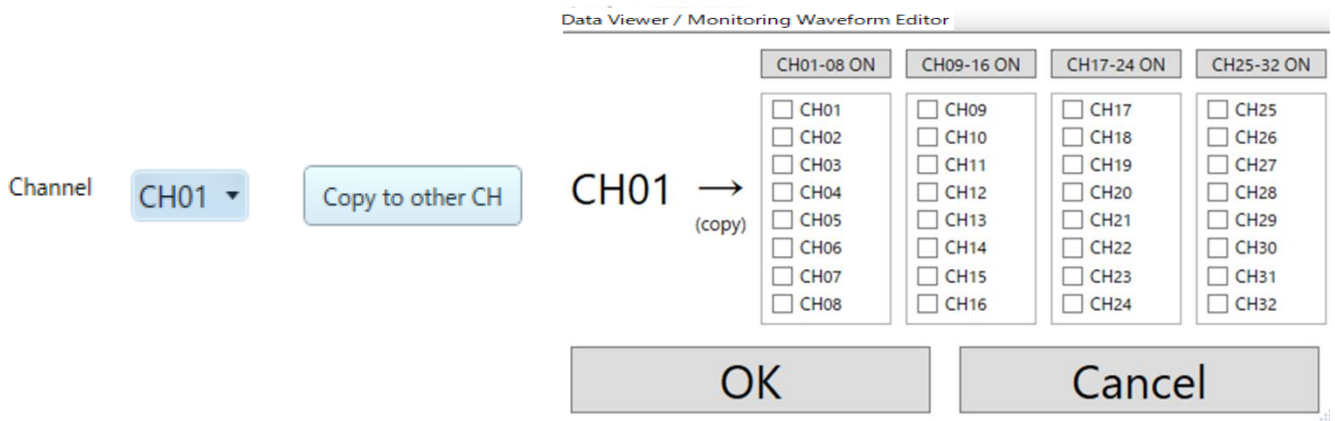 Data Viewer / Monitoring Waveform Editor
Channel
CH01
Copy to other CH
CH01 →
(copy)
CH01-08 ON
CH01
CH02
CH03
CH04
CH05
CH06
CH07
CH08
CH09-16 ON
CH09
CH10
CH11
CH12
CH13
CH14
CH15
CH16
CH17-24 ON
CH17
CH18
CH19
CH20
CH21
CH22
CH23
CH24
CH25-32 ON
CH25
CH26
CH27
CH28
CH29
CH30
CH31
CH32
OK
Cancel